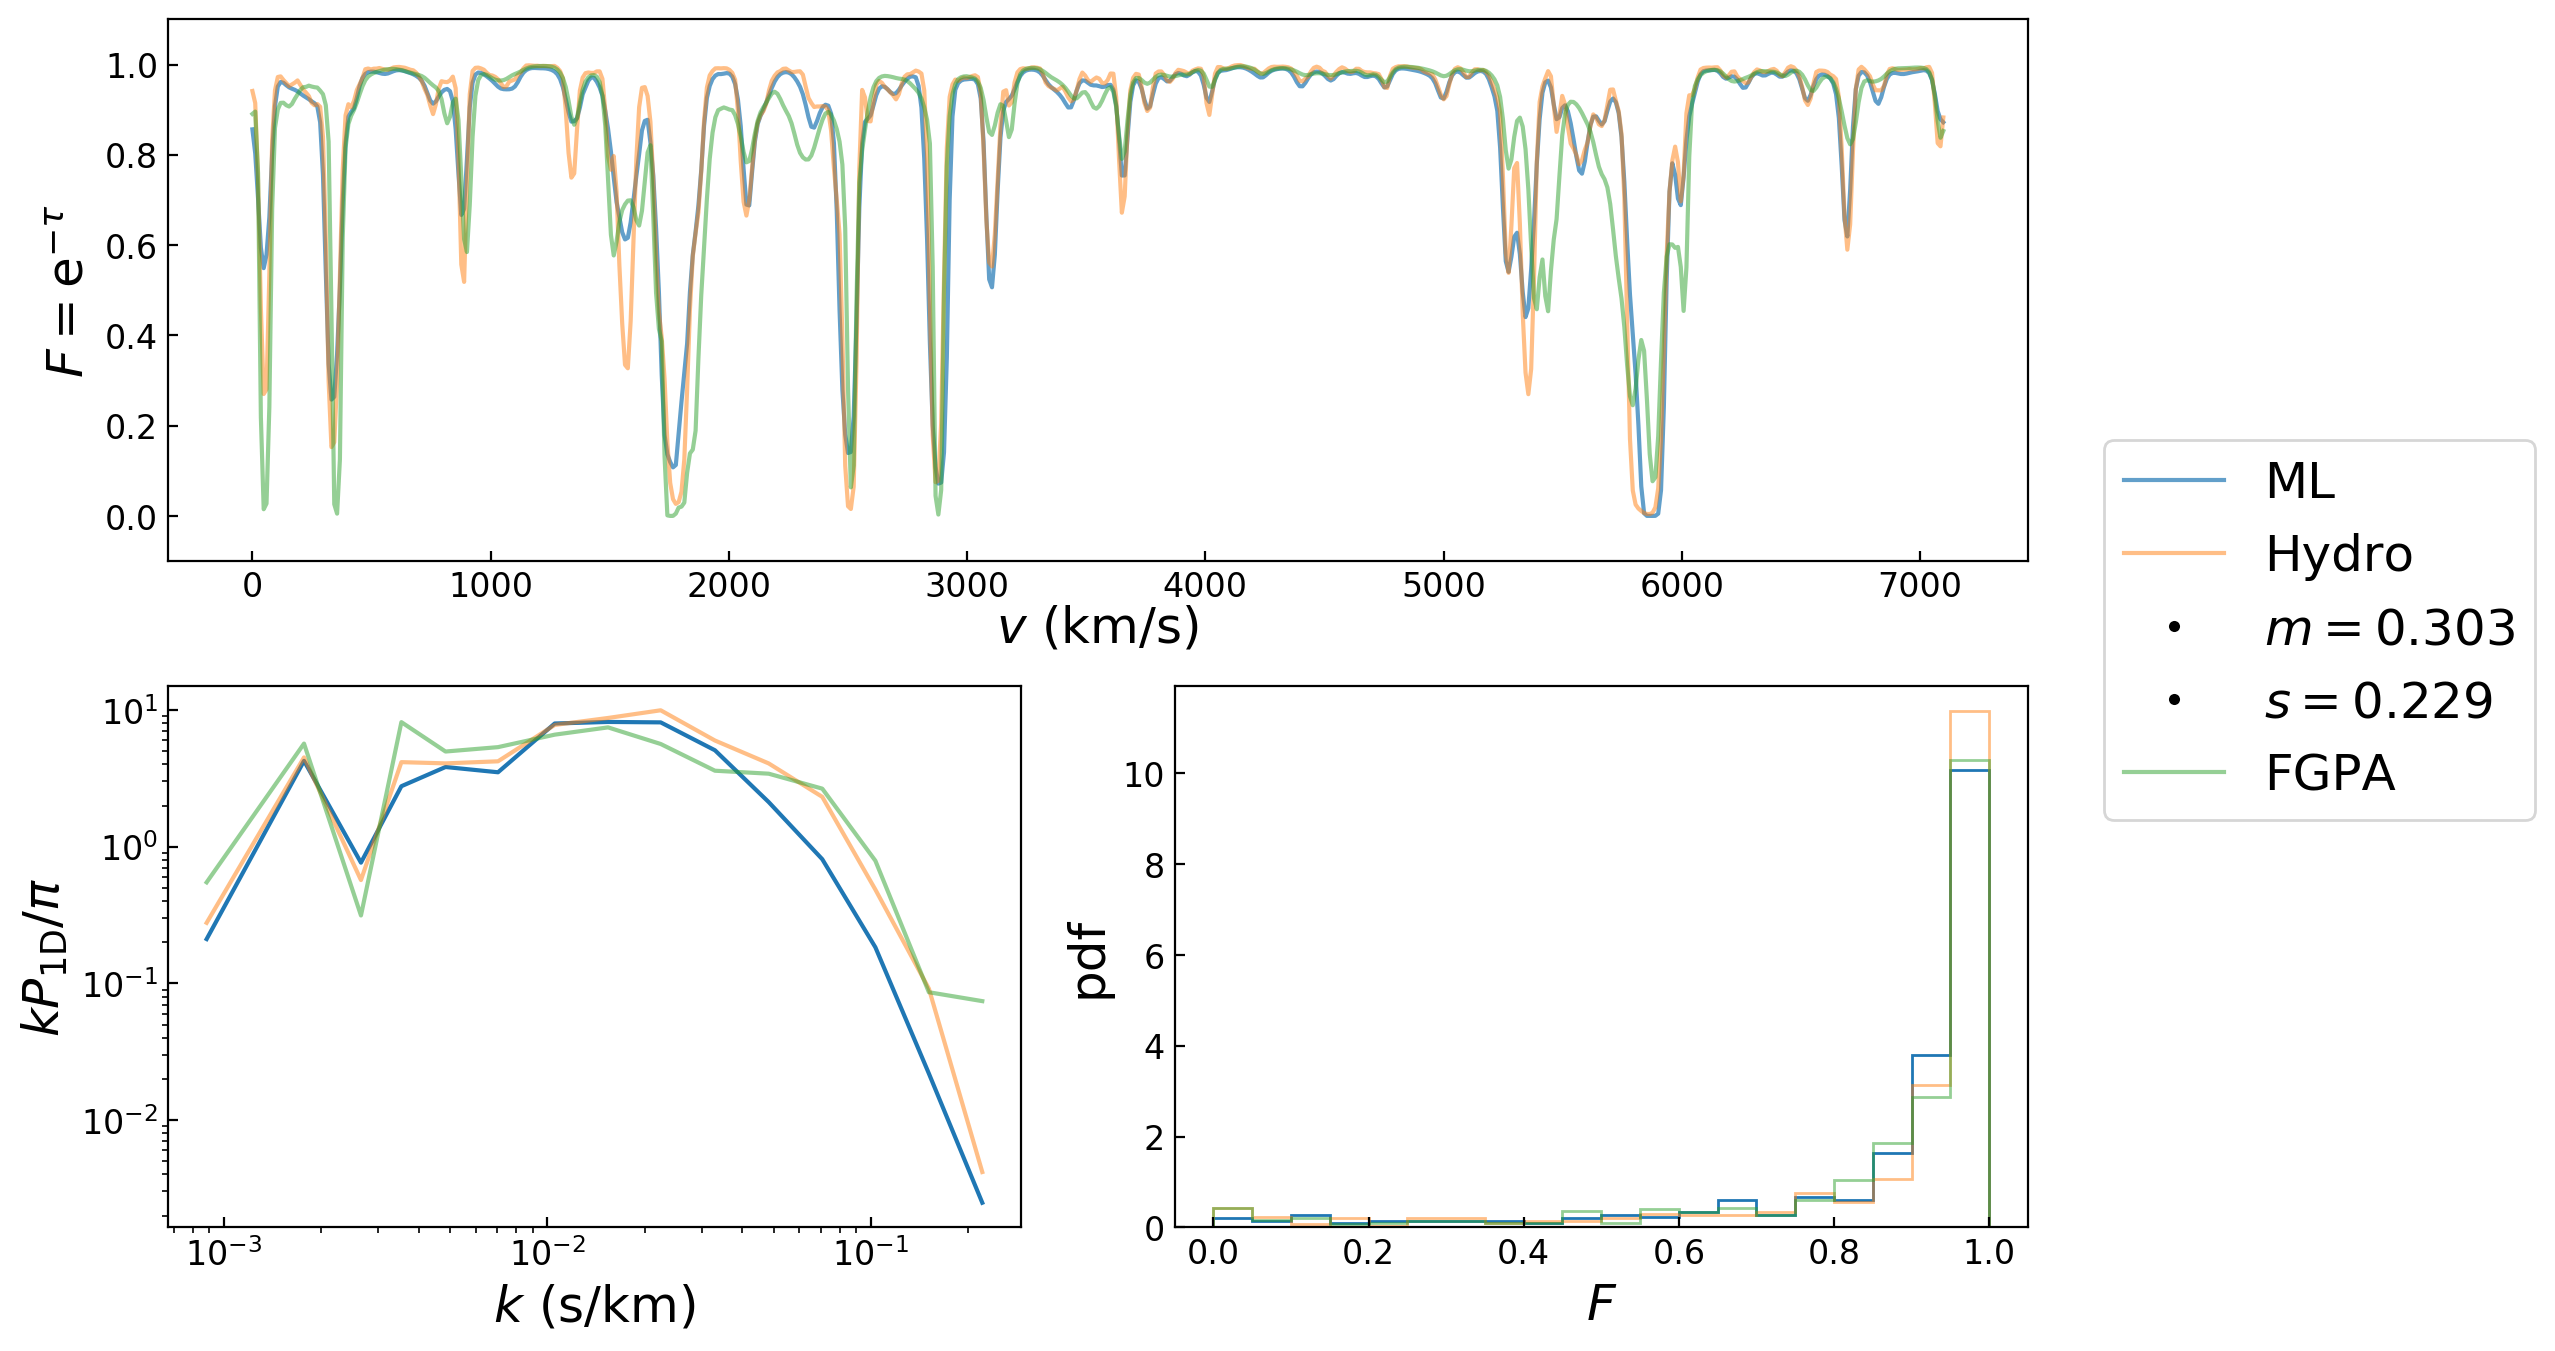 F = e^{−τ}
1.0
0.8
0.6
0.4
0.2
0.0
0 1000 2000 3000 4000 5000 6000 7000
v (km/s)
ML
Hydro
m = 0.303
s = 0.229
FGPA
kP_{1D}/π
10^1
10^0
10^{−1}
10^{−2}
10^{−3} 10^{−2} 10^{−1}
k (s/km)
pdf
10
8
6
4
2
0
0.0 0.2 0.4 0.6 0.8 1.0
F